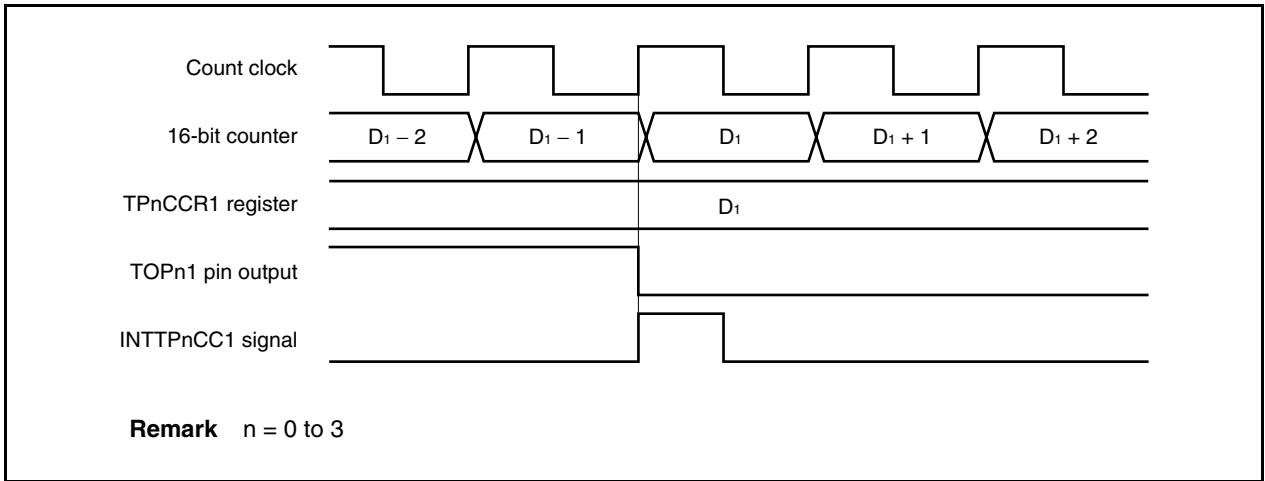 Count clock
16-bit counter
D₁ − 2
D₁ − 1
D₁
D₁ + 1
D₁ + 2
TPnCCR1 register
D₁
TOPn1 pin output
INTTPnCC1 signal
Remark n = 0 to 3